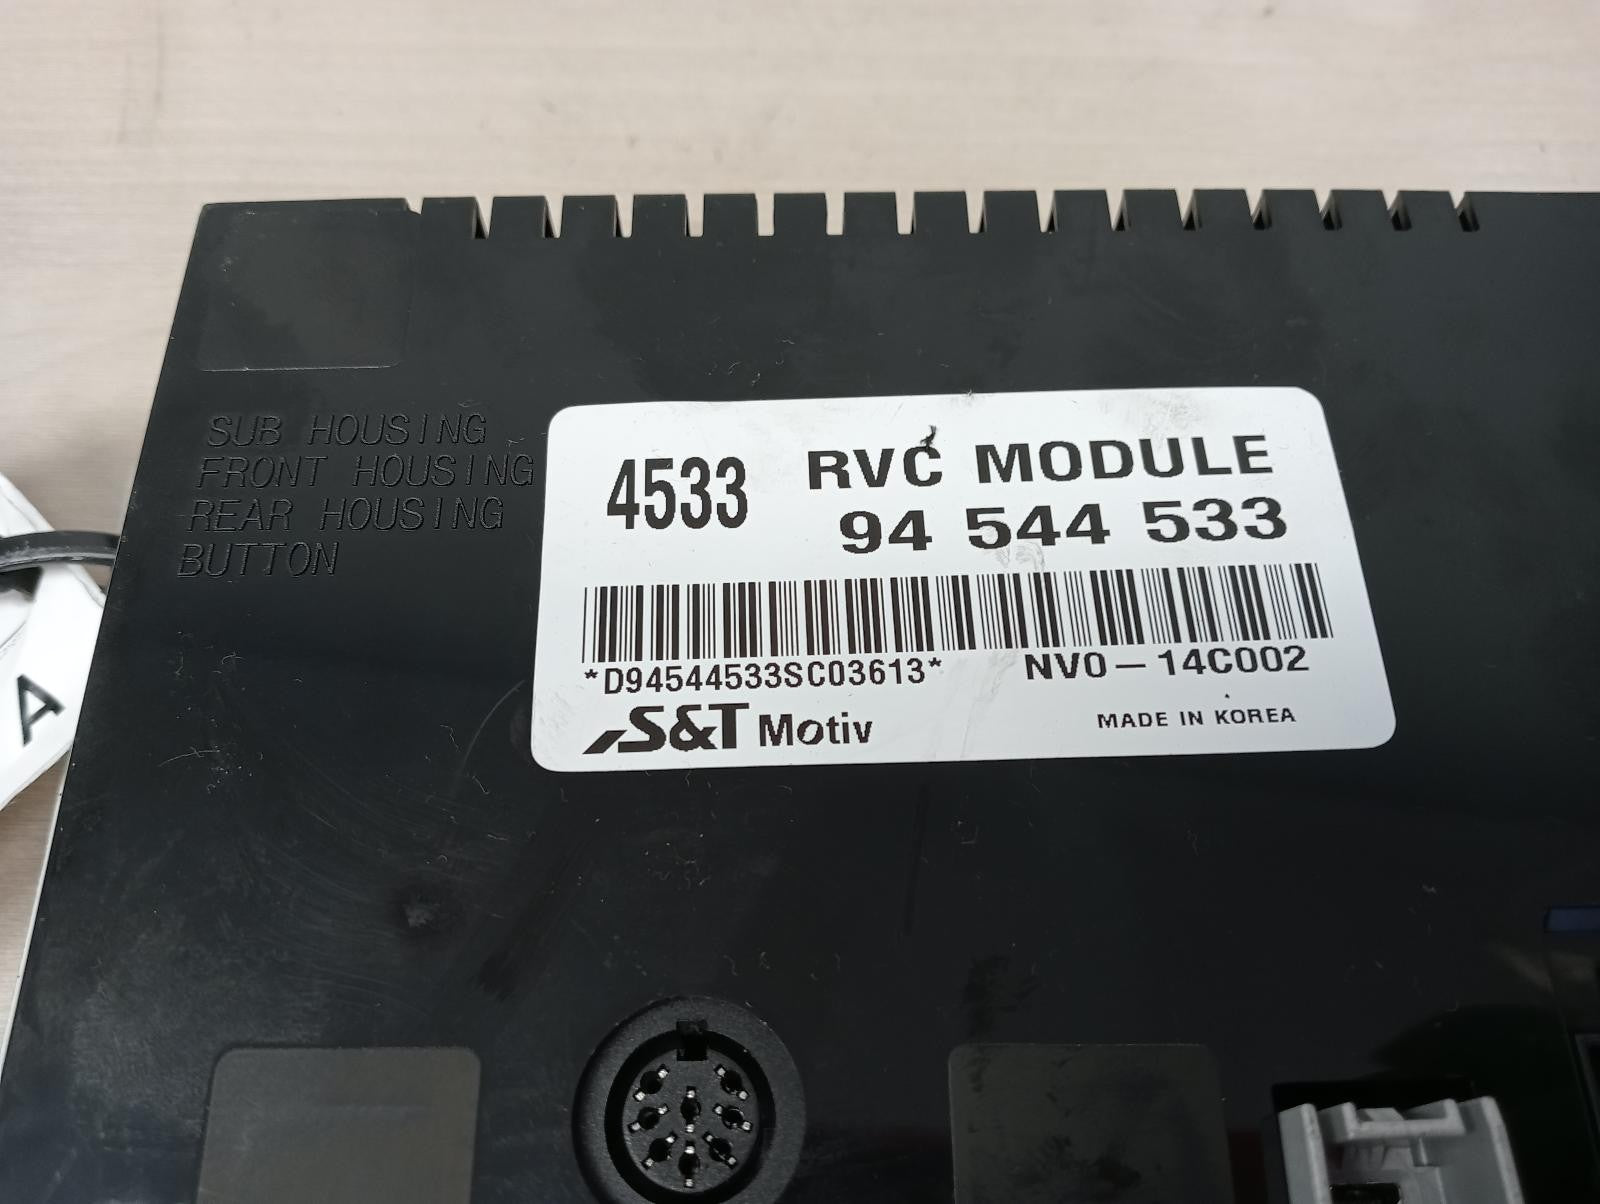 SUB HOUSING
FRONT HOUSING
REAR HOUSING
BUTTON
4533
RVC MODULE
94 544 533
*D94544533SC03613*
NV0-14C002
S&T Motiv
MADE IN KOREA
A